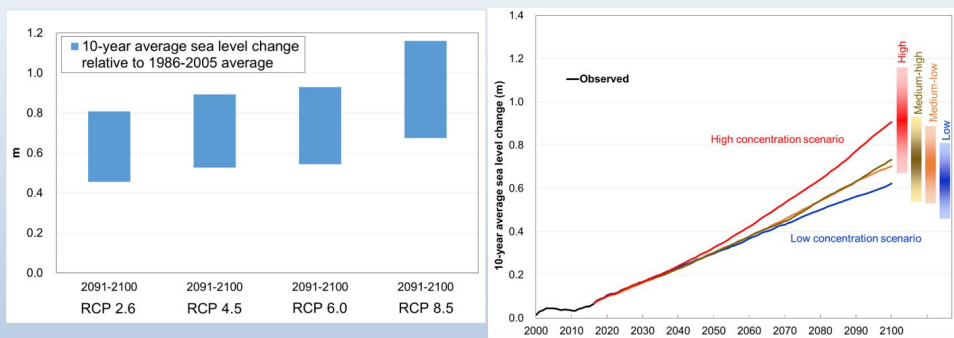 1.2
1.0
0.8
0.6
0.4
0.2
0.0
m
10-year average sea level change
relative to 1986-2005 average
2091-2100 2091-2100 2091-2100 2091-2100
RCP 2.6 RCP 4.5 RCP 6.0 RCP 8.5
1.4
1.2
1.0
0.8
0.6
0.4
0.2
0.0
10-year average sea level change (m)
Observed
High concentration scenario
Low concentration scenario
High
Medium-high
Medium-low
Low
2000 2010 2020 2030 2040 2050 2060 2070 2080 2090 2100